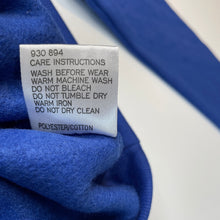 930 894
CARE INSTRUCTIONS
WASH BEFORE WEAR
WARM MACHINE WASH
DO NOT BLEACH
DO NOT TUMBLE DRY
WARM IRON
DO NOT DRY CLEAN
POLYESTER/COTTON